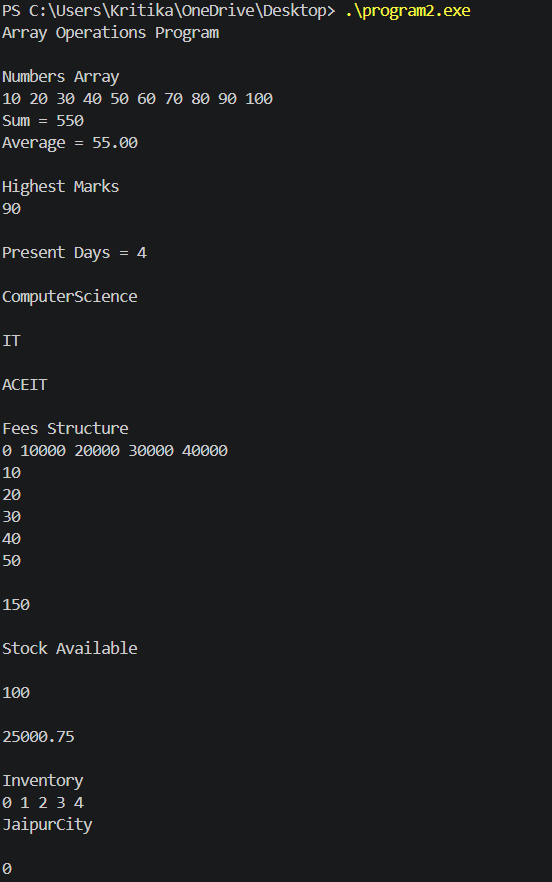 PS C:\Users\Kritika\OneDrive\Desktop> .\program2.exe
Array Operations Program
Numbers Array
10 20 30 40 50 60 70 80 90 100
Sum = 550
Average = 55.00
Highest Marks
90
Present Days = 4
ComputerScience
IT
ACEIT
Fees Structure
0 10000 20000 30000 40000
10
20
30
40
50
150
Stock Available
100
25000.75
Inventory
0 1 2 3 4
JaipurCity
0